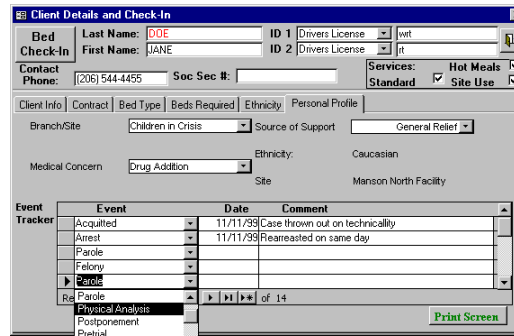 Client Details and Check-In
Bed Check-In Last Name: DOE ID 1 Drivers License wrt
First Name: JANE ID 2 Drivers License rt
Contact Phone: (206) 544-4455 Soc Sec #: Services: Hot Meals
Standard Site Use
Client Info Contract Bed Type Beds Required Ethnicity Personal Profile
Branch/Site Children in Crisis Source of Support General Relief
Ethnicity: Caucasian
Medical Concern Drug Addition
Site Manson North Facility
Event Tracker Event Date Comment
Acquitted 11/11/99 Case thrown out on technicallity
Arrest 11/11/99 Rearreasted on same day
Parole
Felony
Parole
Re of 14
Parole
Physical Analysis
Postponement
Pretrial
Print Screen